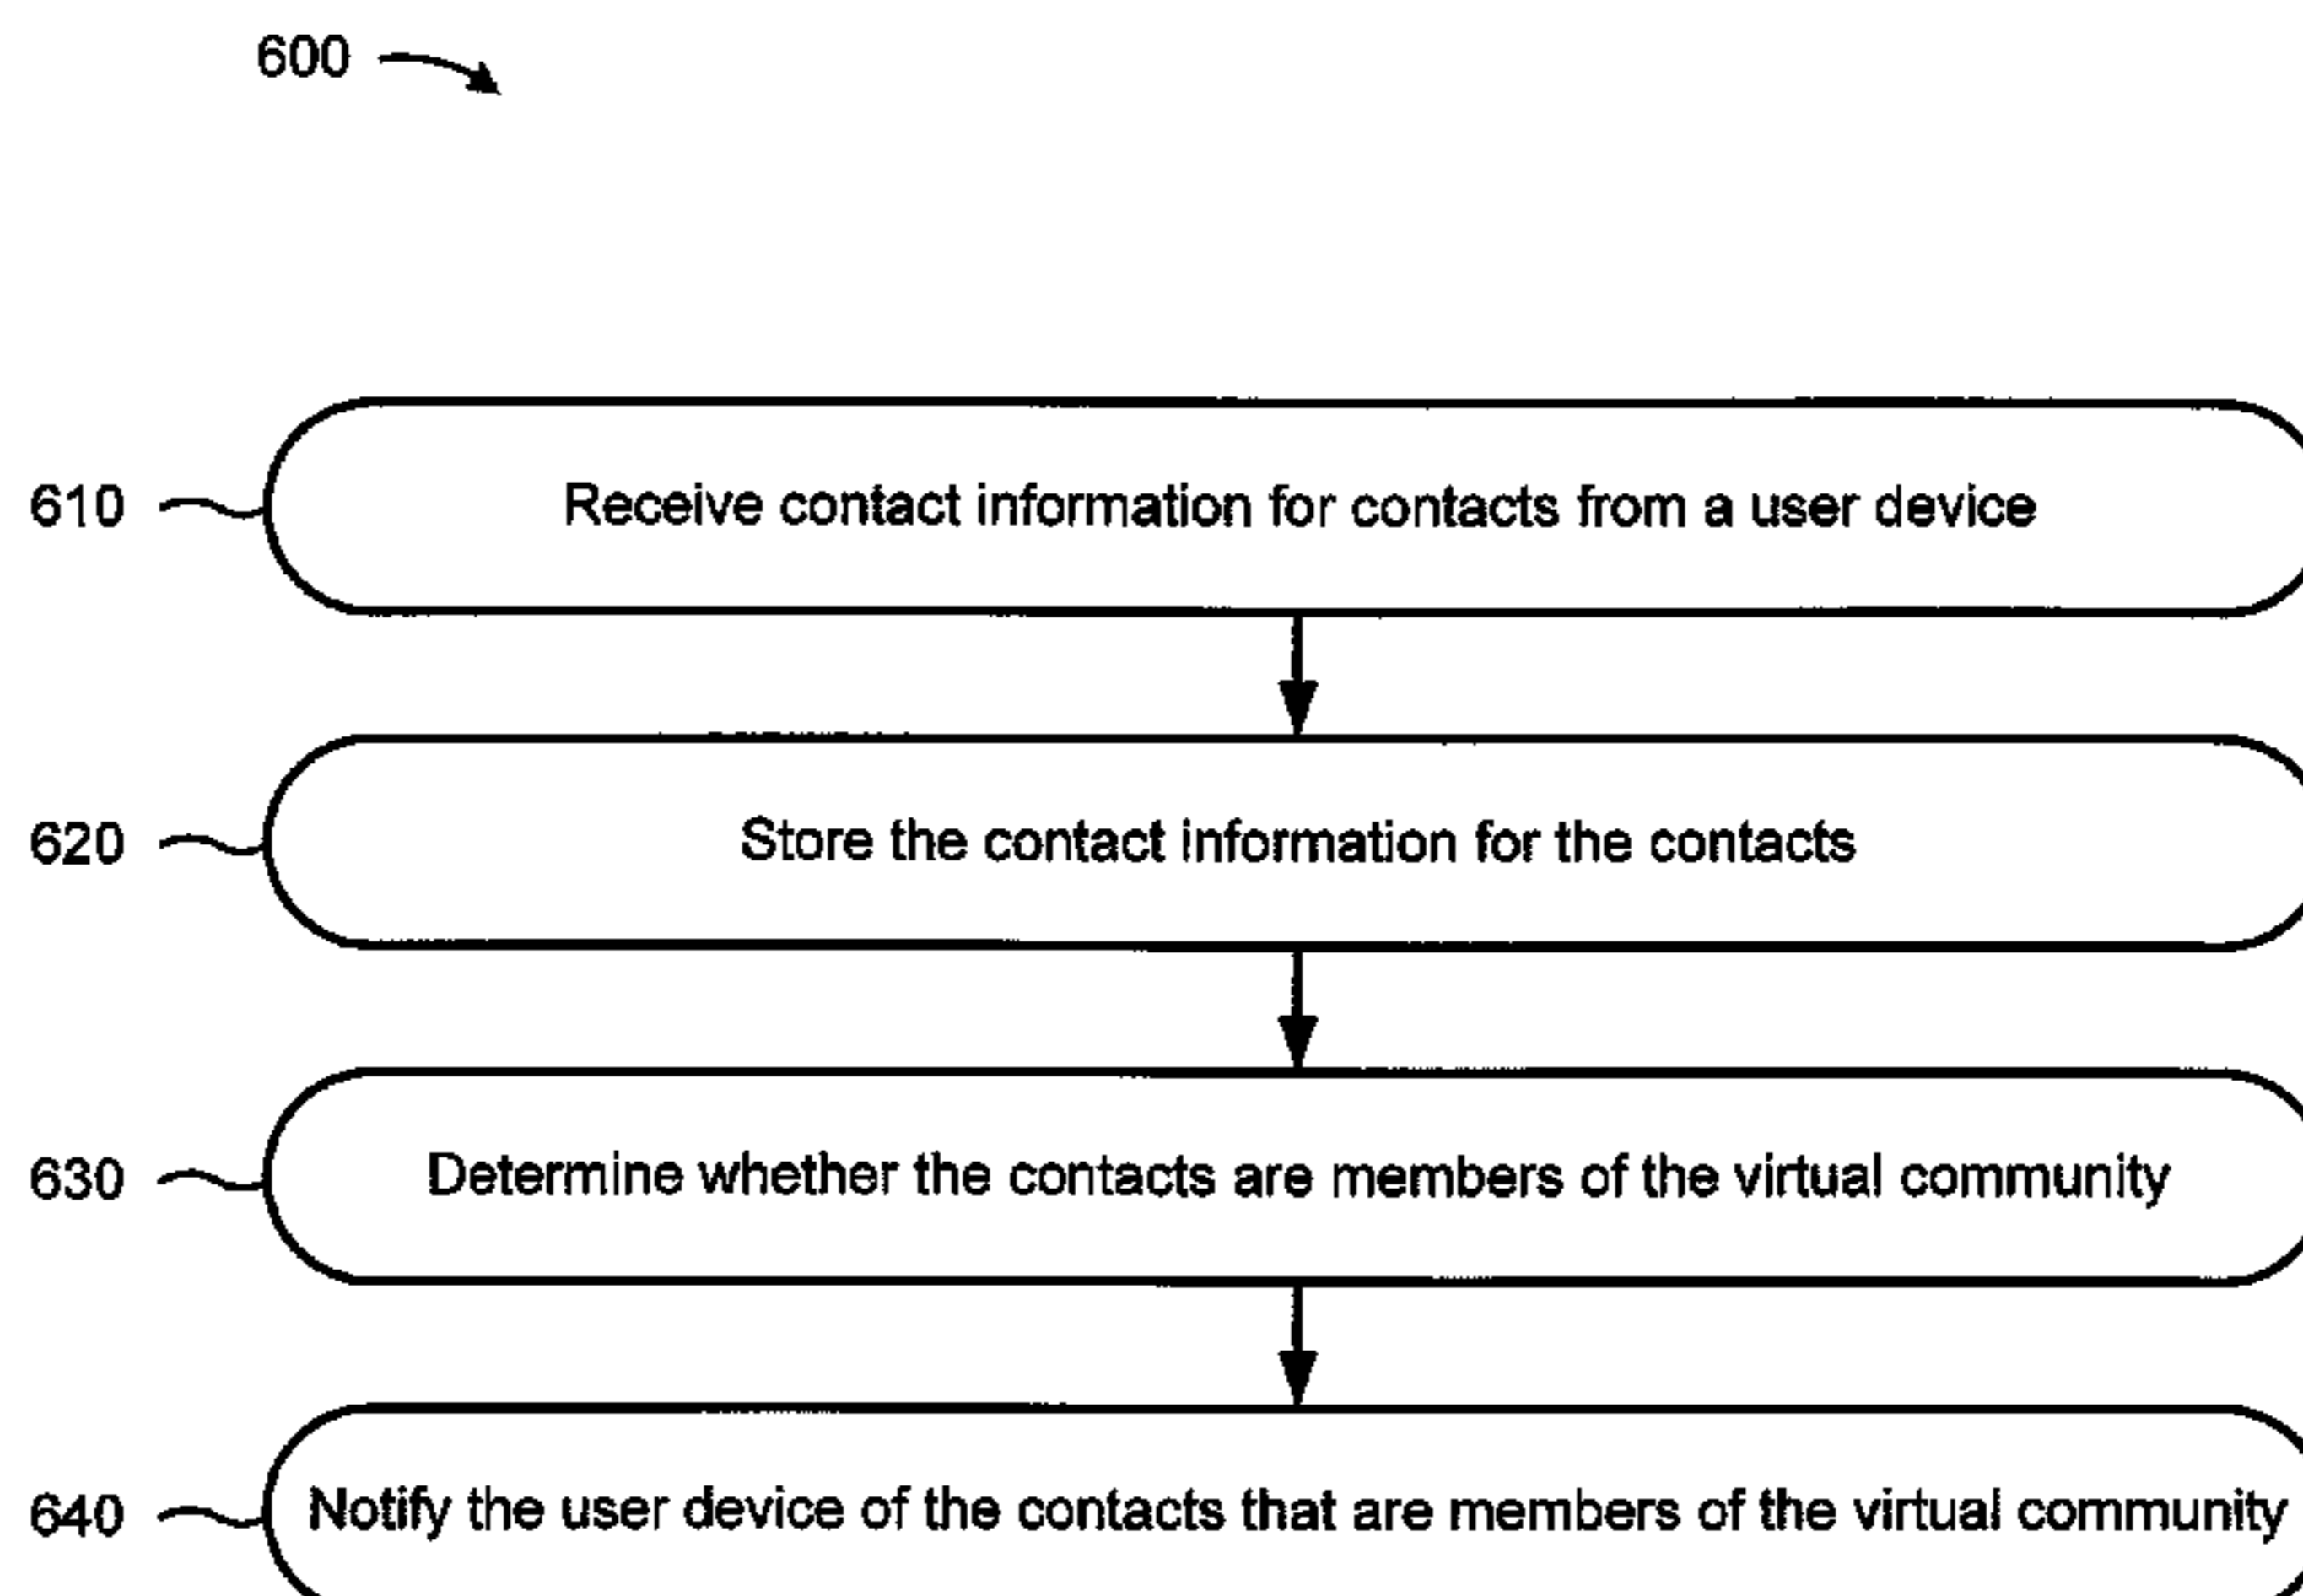 600
610 Receive contact information for contacts from a user device
620 Store the contact information for the contacts
630 Determine whether the contacts are members of the virtual community
640 Notify the user device of the contacts that are members of the virtual community